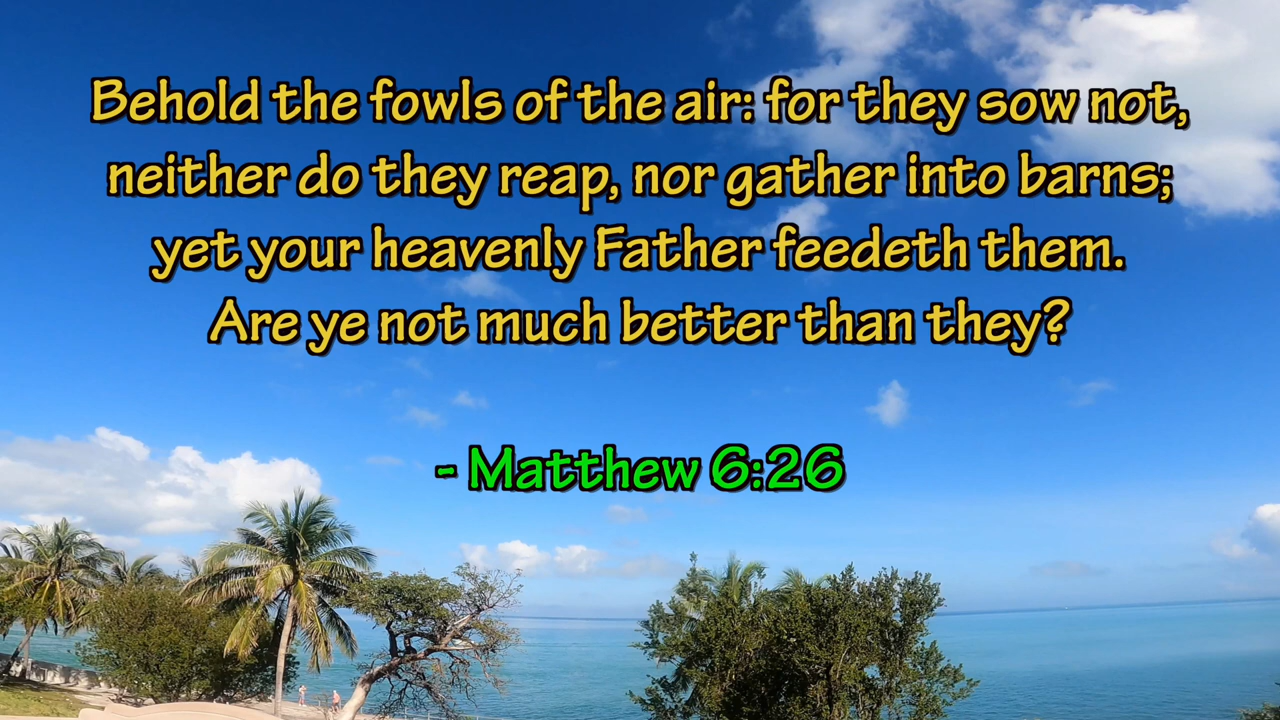 Behold the fowls of the air: for they sow not,
neither do they reap, nor gather into barns;
yet your heavenly Father feedeth them.
Are ye not much better than they?
- Matthew 6:26